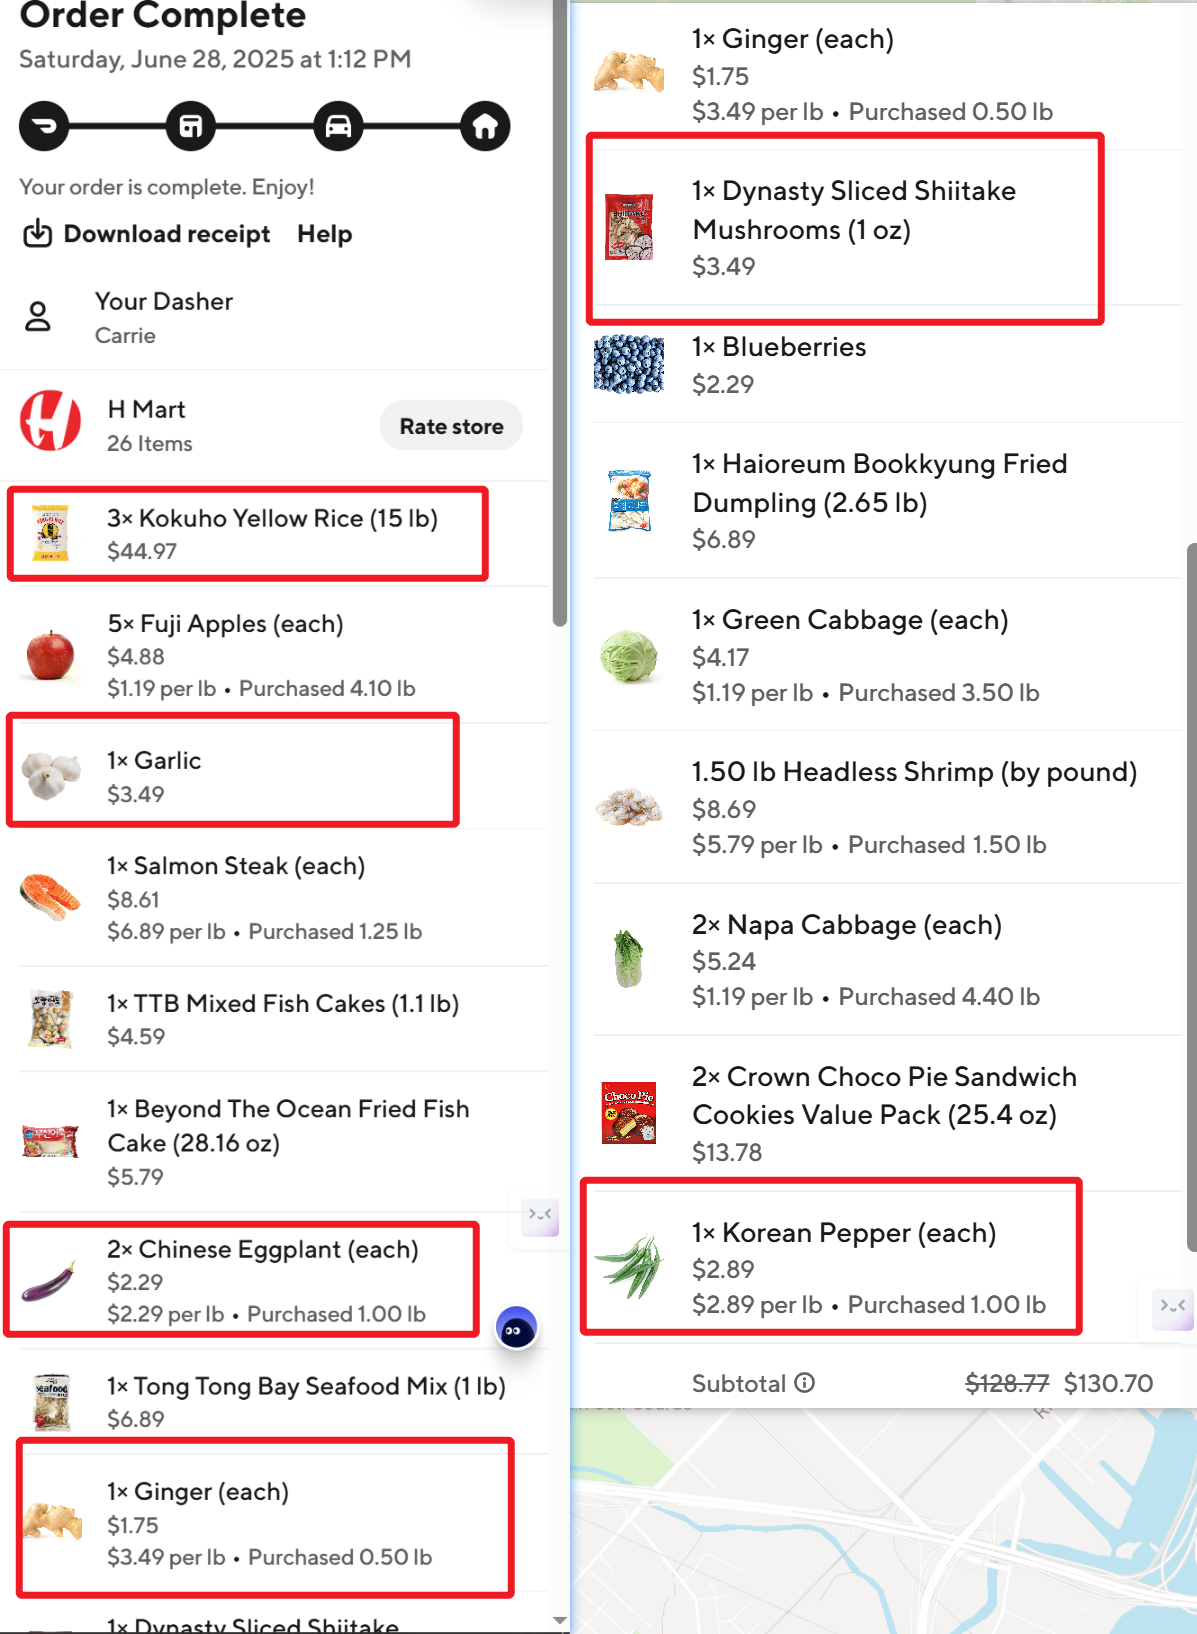 Order Complete
Saturday, June 28, 2025 at 1:12 PM
Your order is complete. Enjoy!
Download receipt Help
Your Dasher
Carrie
H Mart
26 Items
Rate store
3× Kokuho Yellow Rice (15 lb)
$44.97
5× Fuji Apples (each)
$4.88
$1.19 per lb • Purchased 4.10 lb
1× Garlic
$3.49
1× Salmon Steak (each)
$8.61
$6.89 per lb • Purchased 1.25 lb
1× TTB Mixed Fish Cakes (1.1 lb)
$4.59
1× Beyond The Ocean Fried Fish
Cake (28.16 oz)
$5.79
2× Chinese Eggplant (each)
$2.29
$2.29 per lb • Purchased 1.00 lb
seafood
1× Tong Tong Bay Seafood Mix (1 lb)
$6.89
1× Ginger (each)
$1.75
$3.49 per lb • Purchased 0.50 lb
1× Dynasty Sliced Shiitake
1× Ginger (each)
$1.75
$3.49 per lb • Purchased 0.50 lb
1× Dynasty Sliced Shiitake
Mushrooms (1 oz)
$3.49
1× Blueberries
$2.29
1× Haioreum Bookkyung Fried
Dumpling (2.65 lb)
$6.89
1× Green Cabbage (each)
$4.17
$1.19 per lb • Purchased 3.50 lb
1.50 lb Headless Shrimp (by pound)
$8.69
$5.79 per lb • Purchased 1.50 lb
2× Napa Cabbage (each)
$5.24
$1.19 per lb • Purchased 4.40 lb
Choco Pie
2× Crown Choco Pie Sandwich
Cookies Value Pack (25.4 oz)
$13.78
1× Korean Pepper (each)
$2.89
$2.89 per lb • Purchased 1.00 lb
Subtotal $128.77 $130.70